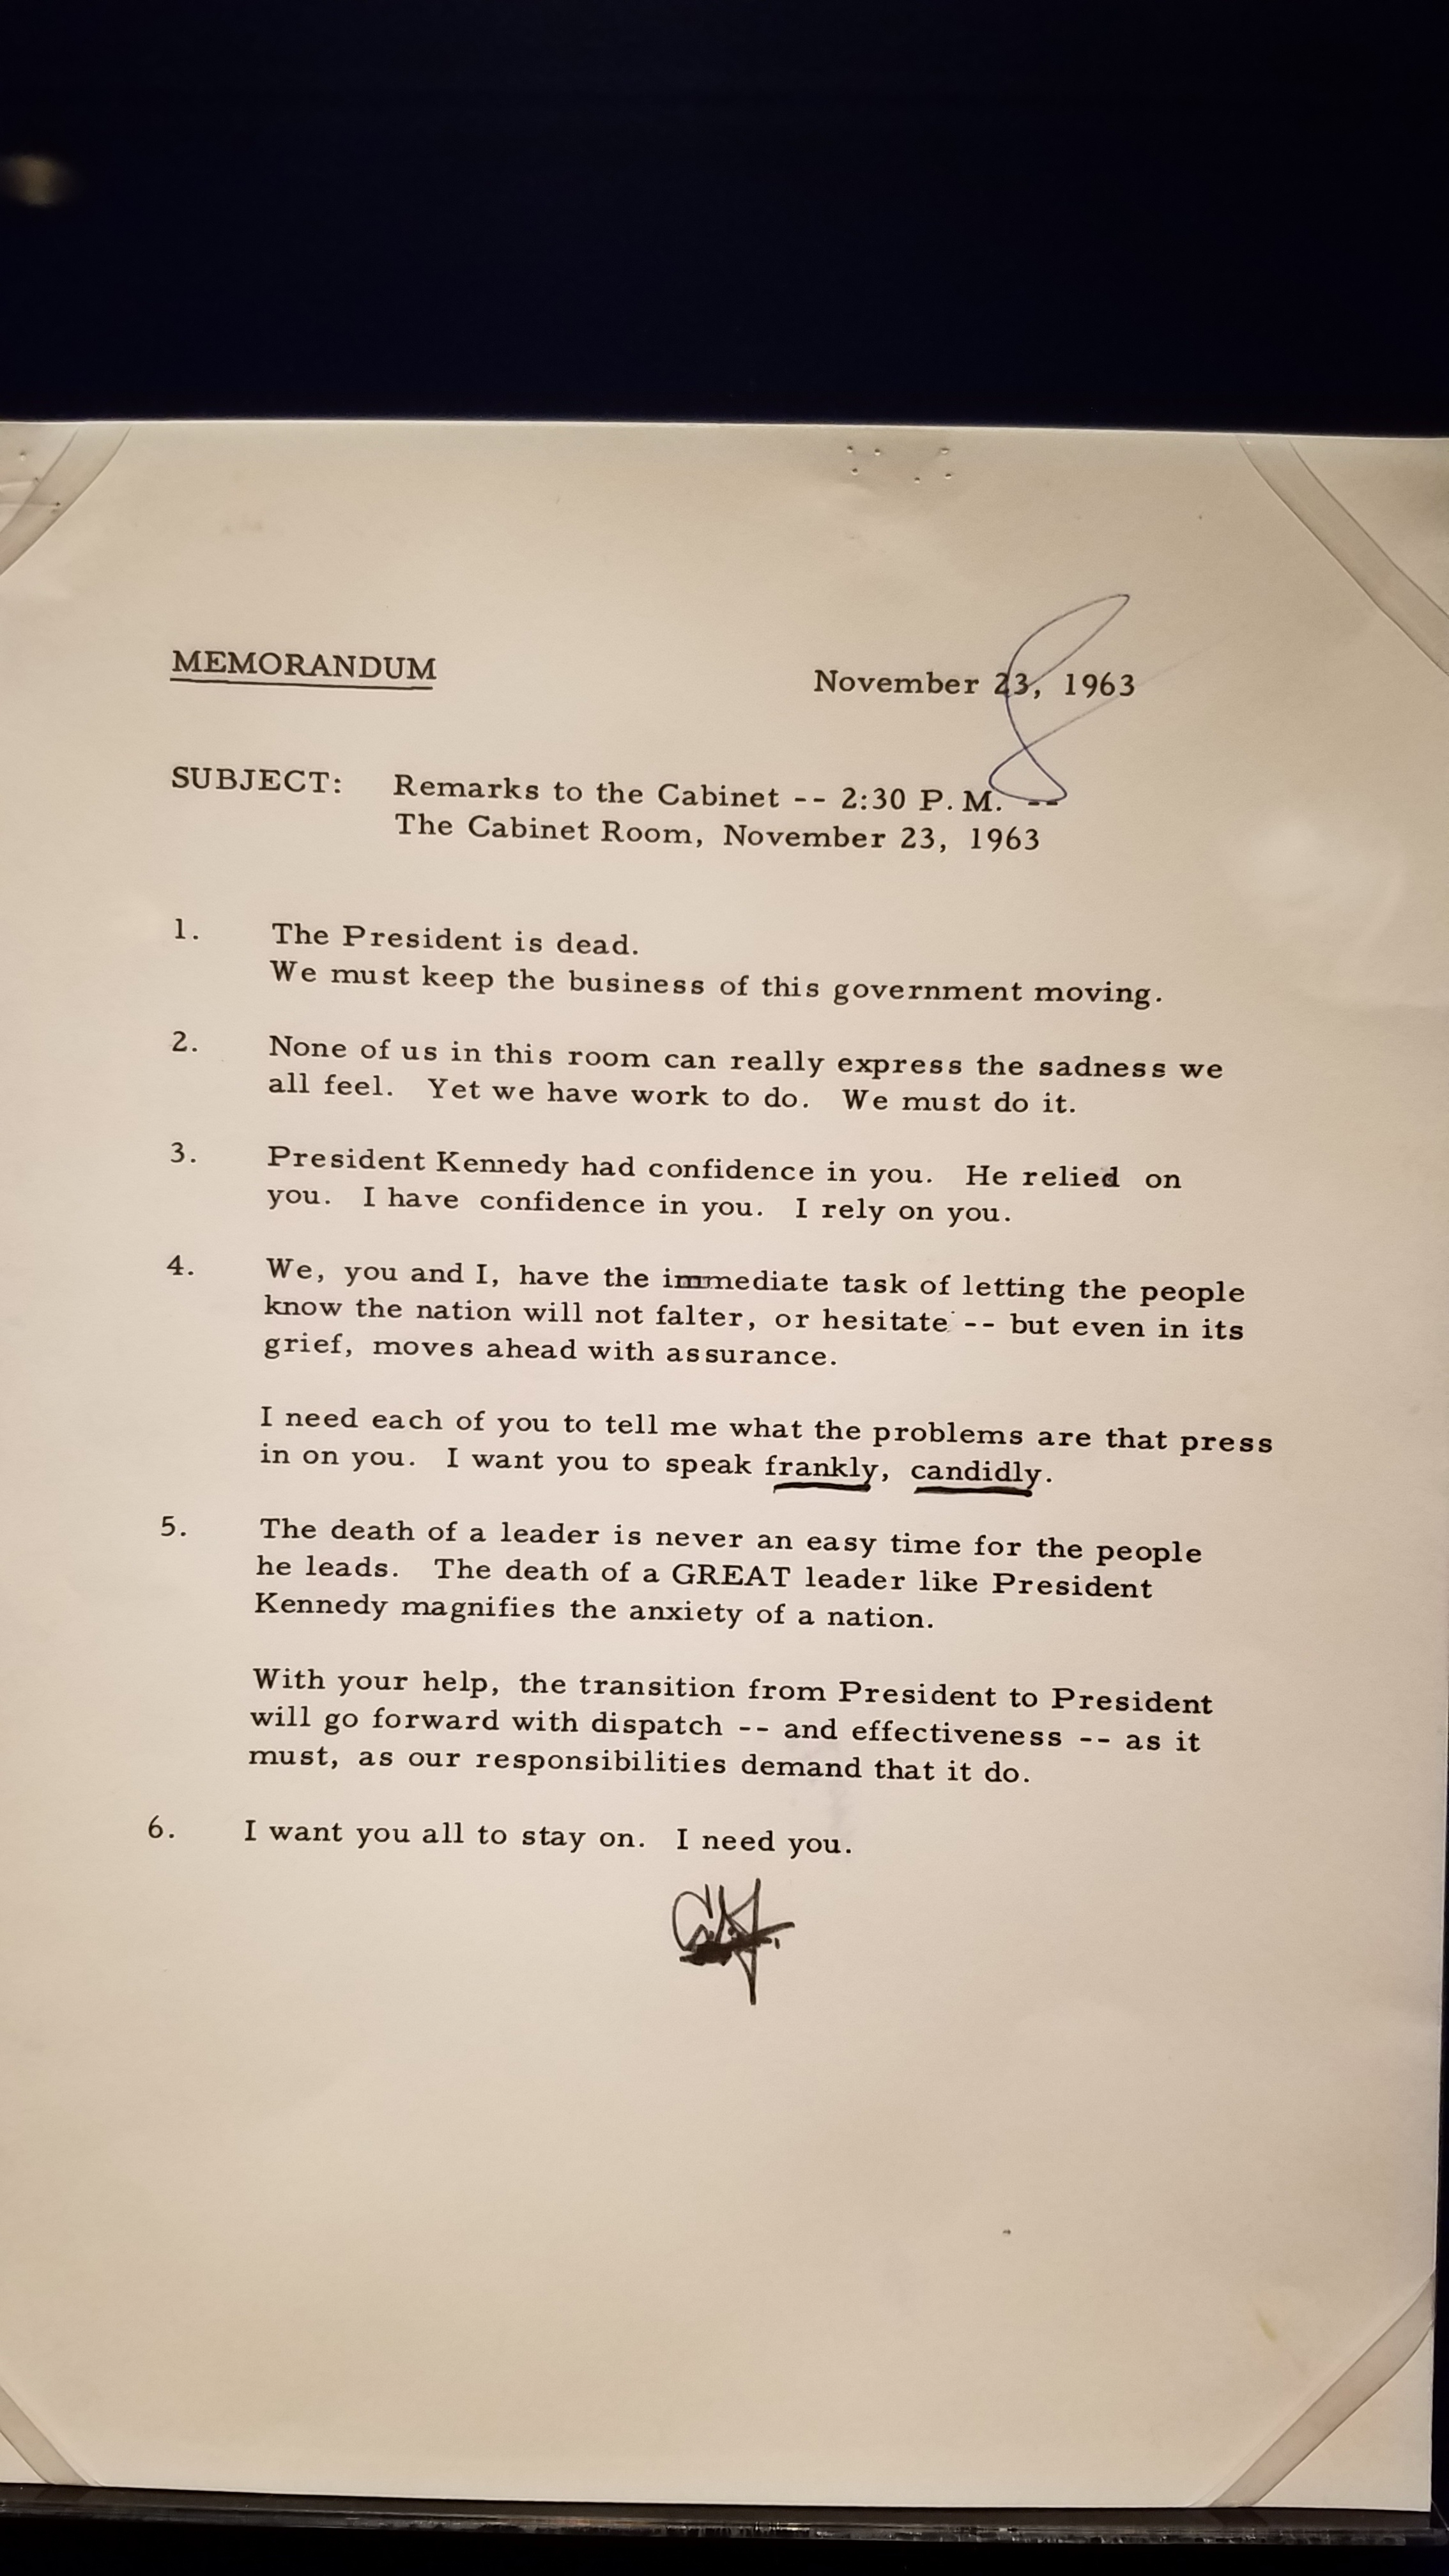 MEMORANDUM
November 23, 1963
SUBJECT: Remarks to the Cabinet -- 2:30 P.M. --
The Cabinet Room, November 23, 1963
1. The President is dead.
We must keep the business of this government moving.
2. None of us in this room can really express the sadness we
all feel. Yet we have work to do. We must do it.
3. President Kennedy had confidence in you. He relied on
you. I have confidence in you. I rely on you.
4. We, you and I, have the immediate task of letting the people
know the nation will not falter, or hesitate -- but even in its
grief, moves ahead with assurance.
I need each of you to tell me what the problems are that press
in on you. I want you to speak frankly, candidly.
5. The death of a leader is never an easy time for the people
he leads. The death of a GREAT leader like President
Kennedy magnifies the anxiety of a nation.
With your help, the transition from President to President
will go forward with dispatch -- and effectiveness -- as it
must, as our responsibilities demand that it do.
6. I want you all to stay on. I need you.